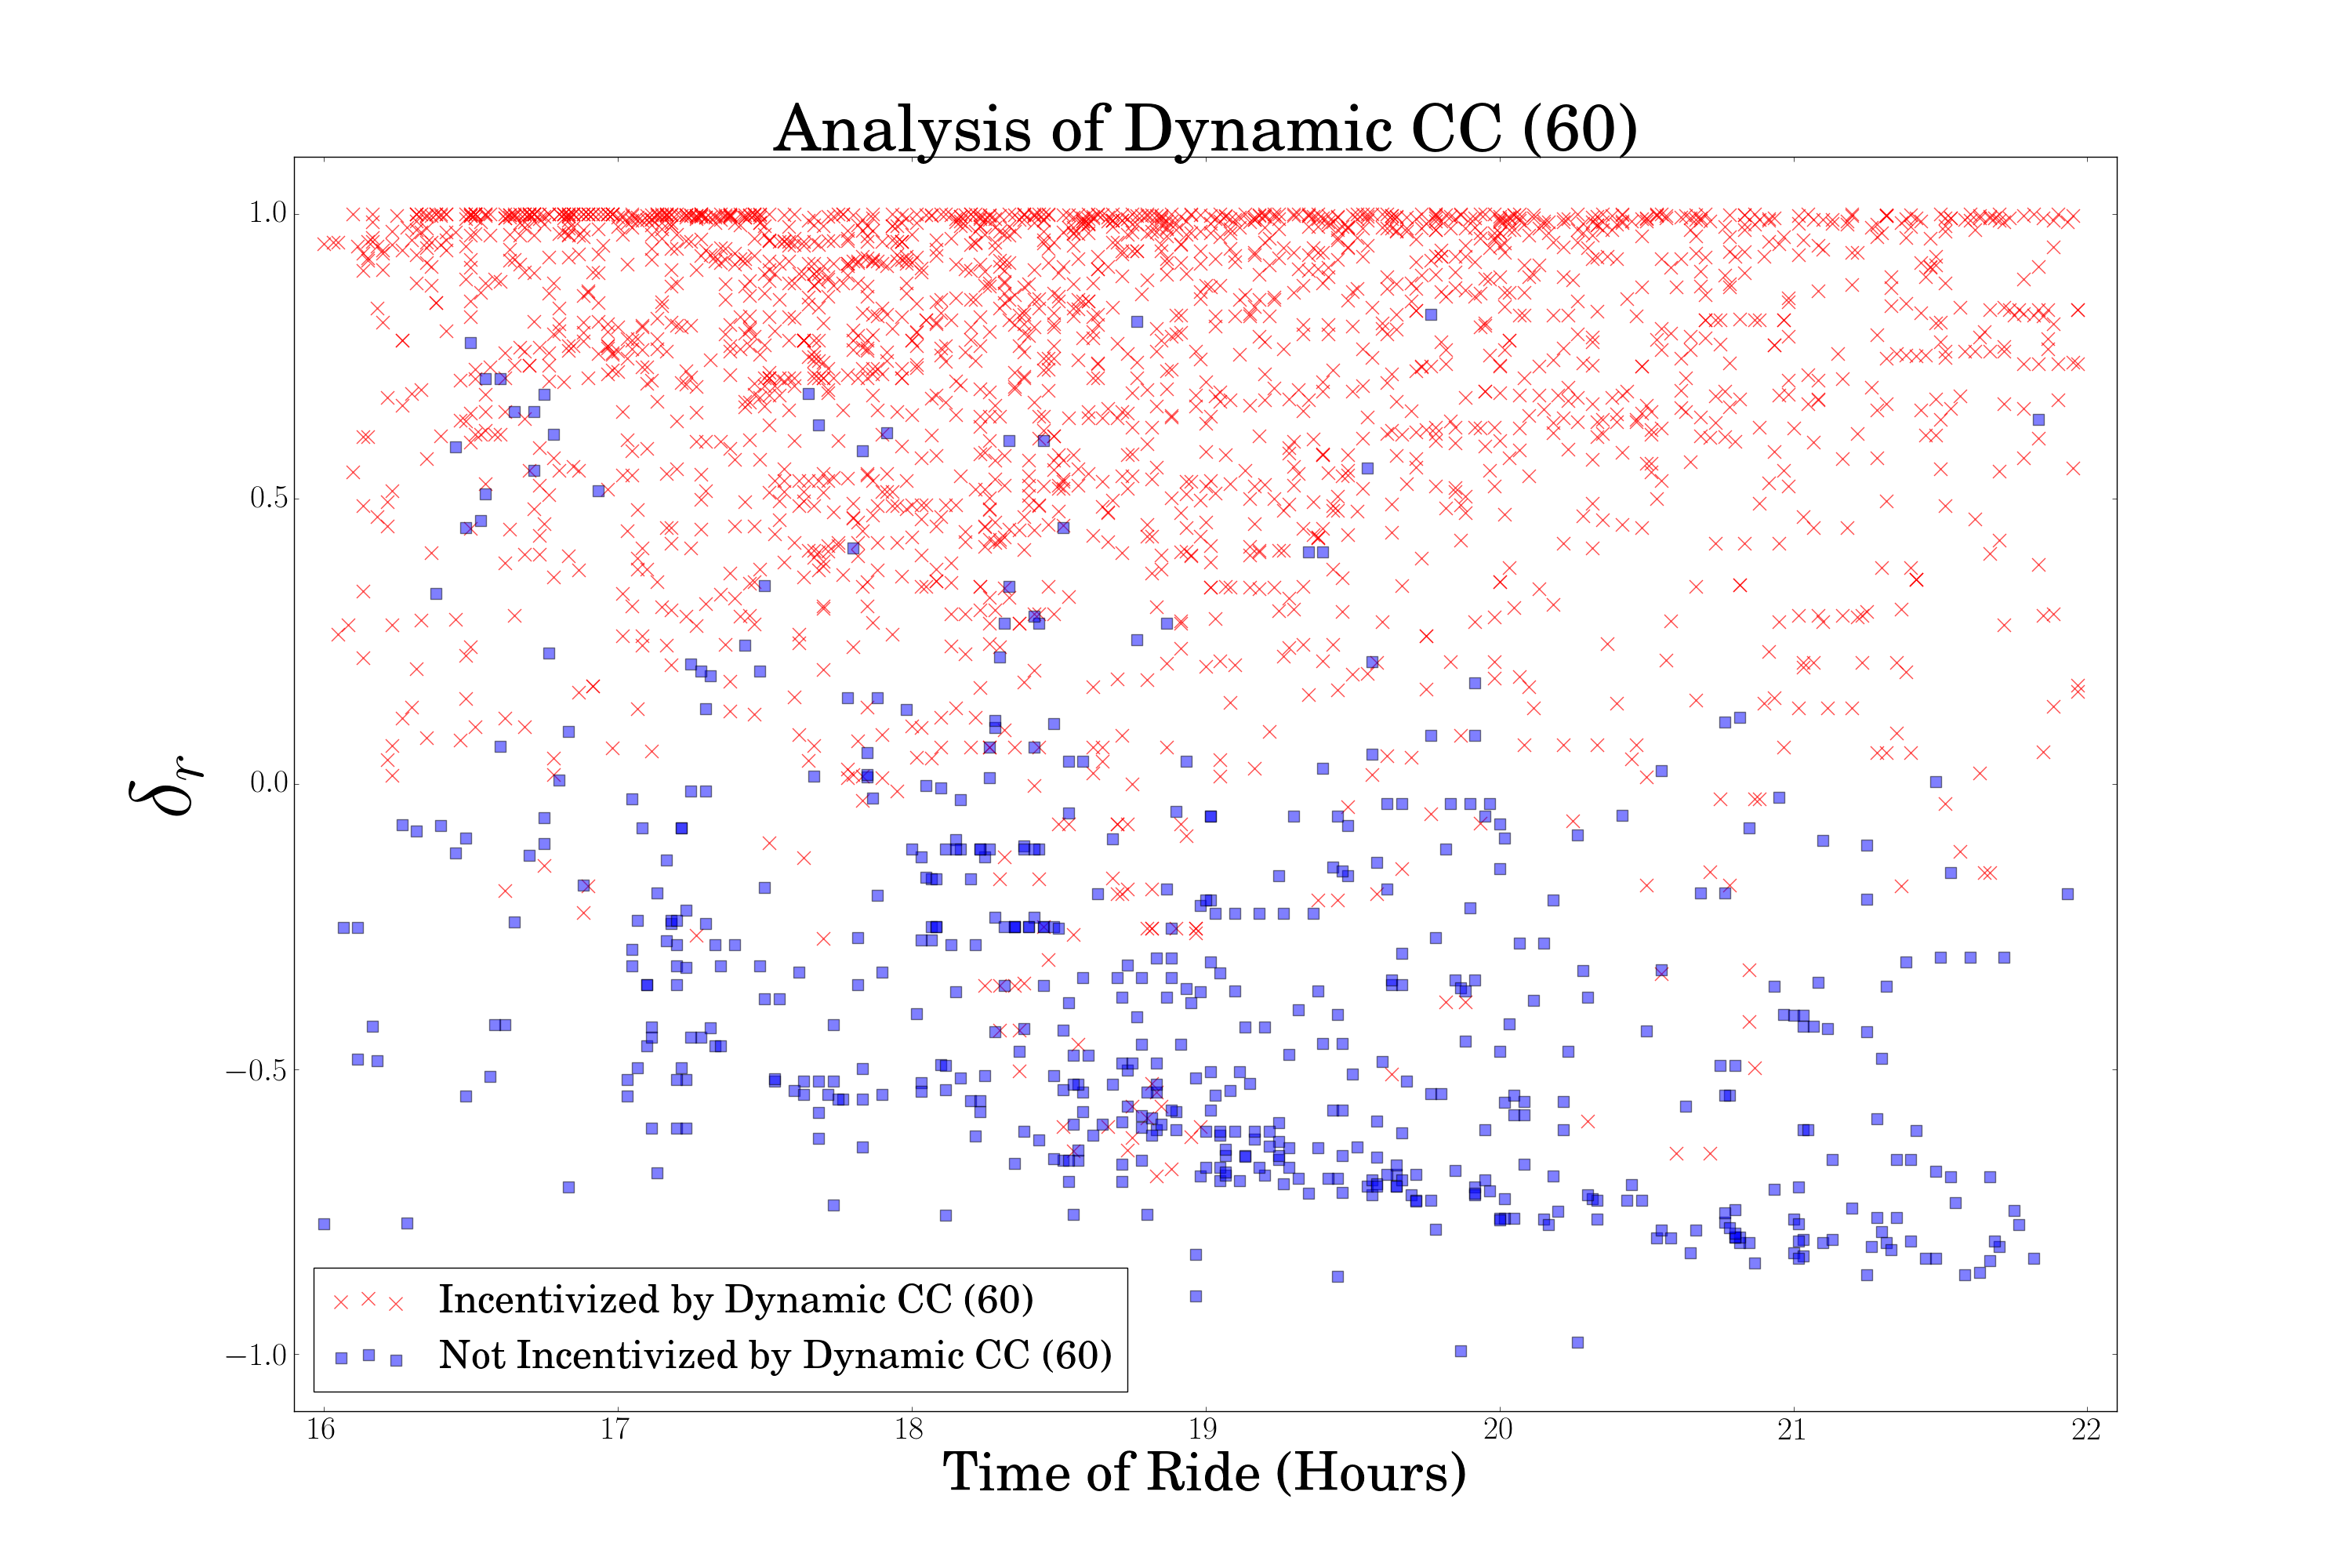 Analysis of Dynamic CC (60)
1.0
0.5
0.0
−0.5
−1.0
δr
Incentivized by Dynamic CC (60)
Not Incentivized by Dynamic CC (60)
16 17 18 19 20 21 22
Time of Ride (Hours)